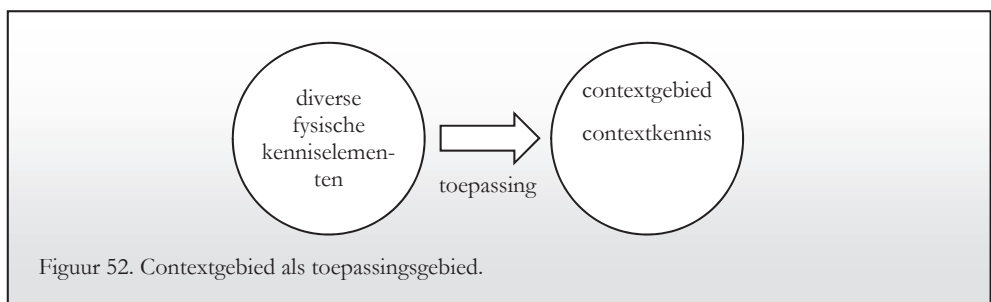 diverse
fysische
kenniselemen-
ten
toepassing
contextgebied
contextkennis
Figuur 52. Contextgebied als toepassingsgebied.